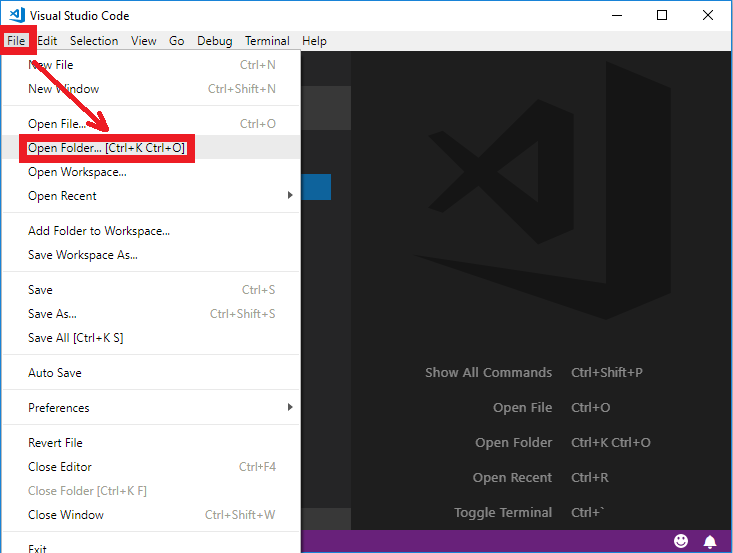 Visual Studio Code
File Edit Selection View Go Debug Terminal Help
New File Ctrl+N
New Window Ctrl+Shift+N
Open File... Ctrl+O
Open Folder... [Ctrl+K Ctrl+O]
Open Workspace...
Open Recent
Add Folder to Workspace...
Save Workspace As...
Save Ctrl+S
Save As... Ctrl+Shift+S
Save All [Ctrl+K S]
Auto Save
Preferences
Revert File
Close Editor Ctrl+F4
Close Folder [Ctrl+K F]
Close Window Ctrl+Shift+W
Exit
Show All Commands Ctrl+Shift+P
Open File Ctrl+O
Open Folder Ctrl+K Ctrl+O
Open Recent Ctrl+R
Toggle Terminal Ctrl+`